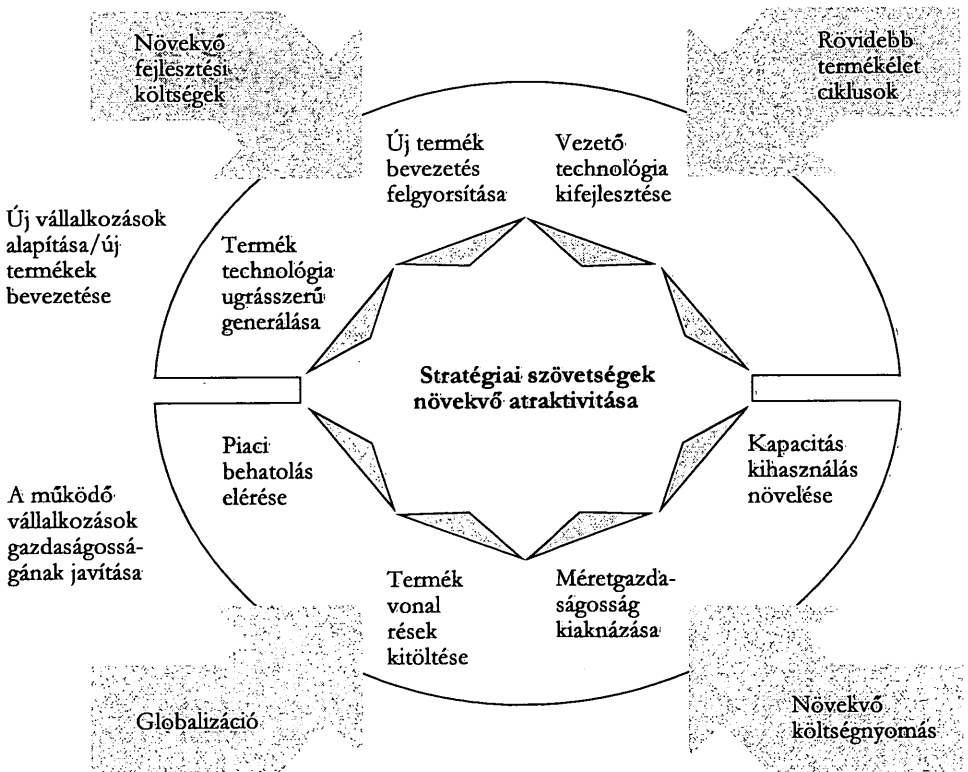 Növekvő
fejlesztési
költségek
Rövidebb
termékélet
ciklusok
Új termék
bevezetés
felgyorsítása
Vezető
technológia
kifejlesztése
Új vállalkozások
alapítása/új
termékek
bevezetése
Termék
technológia
ugrásszerű
generálása
Stratégiai szövetségek
növekvő atraktivitása
Piaci
behatolás
elérése
Kapacitás
kihasználás
növelése
A működő
vállalkozások
gazdaságossá-
gának javítása
Termék
vonal
rések
kitöltése
Méretgazda-
ságosság
kiaknázása
Globalizáció
Növekvő
költségnyomás